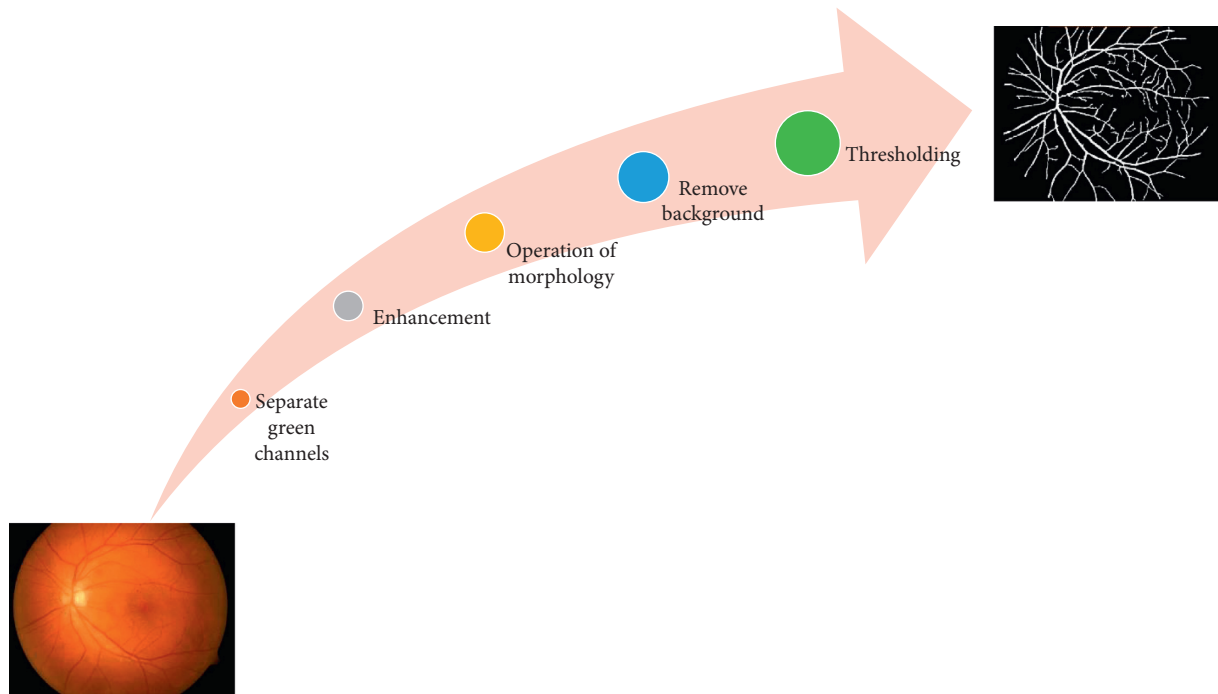 Thresholding
Remove
background
Operation of
morphology
Enhancement
Separate
green
channels